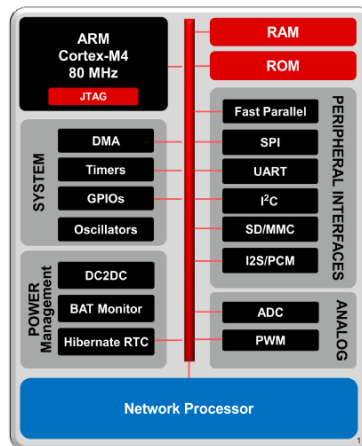 ARM
Cortex-M4
80 MHz
JTAG
RAM
ROM
SYSTEM
DMA
Timers
GPIOs
Oscillators
PERIPHERAL INTERFACES
Fast Parallel
SPI
UART
I²C
SD/MMC
I2S/PCM
POWER
Management
DC2DC
BAT Monitor
Hibernate RTC
ANALOG
ADC
PWM
Network Processor